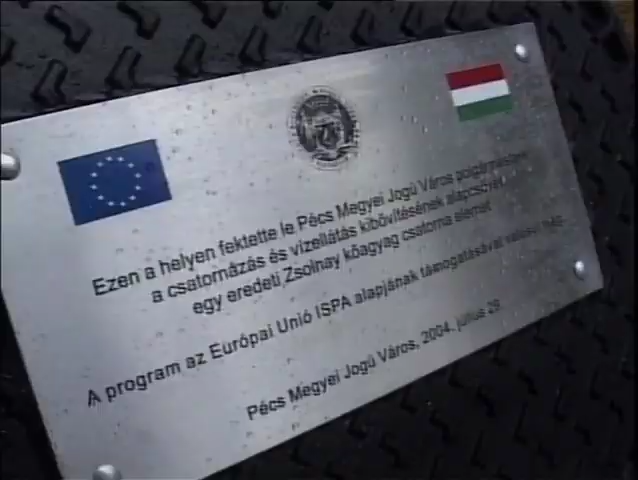 Ezen a helyen fektette le Pécs Megyei Jogú Város polgármestere
a csatornázás és vízellátás kibővítésének alapcsövét
egy eredeti Zsolnay kőagyag csatorna elemet
A program az Európai Unió ISPA alapjának támogatásával valósul meg.
Pécs Megyei Jogú Város, 2004. július 29.